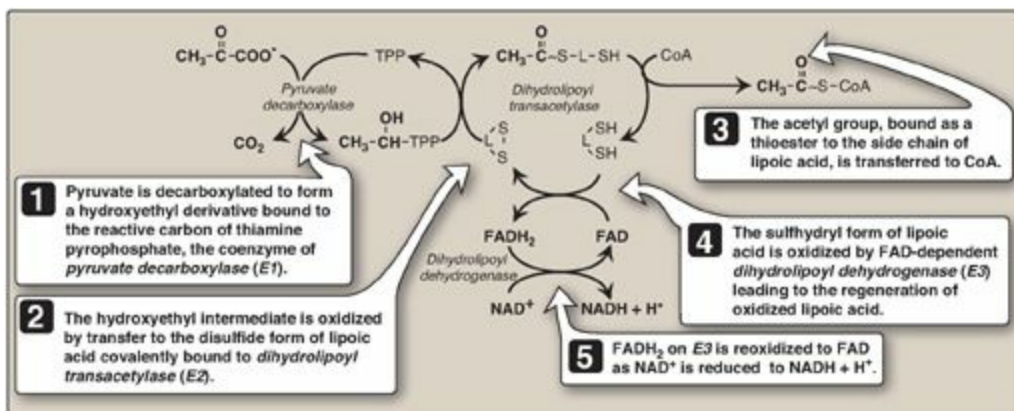 O
CH₃-C-COO⁻
TPP
O
CH₃-C~S-L-SH
CoA
O
CH₃-C~S-CoA
Pyruvate
decarboxylase
Dihydrolipoyl
transacetylase
CO₂
OH
CH₃-CH-TPP
S
L
S
SH
L
SH
3 The acetyl group, bound as a
thioester to the side chain of
lipoic acid, is transferred to CoA.
1 Pyruvate is decarboxylated to form
a hydroxyethyl derivative bound to
the reactive carbon of thiamine
pyrophosphate, the coenzyme of
pyruvate decarboxylase (E1).
FADH₂
FAD
Dihydrolipoyl
dehydrogenase
NAD⁺
NADH + H⁺
4 The sulfhydryl form of lipoic
acid is oxidized by FAD-dependent
dihydrolipoyl dehydrogenase (E3)
leading to the regeneration of
oxidized lipoic acid.
2 The hydroxyethyl intermediate is oxidized
by transfer to the disulfide form of lipoic
acid covalently bound to dihydrolipoyl
transacetylase (E2).
5 FADH₂ on E3 is reoxidized to FAD
as NAD⁺ is reduced to NADH + H⁺.